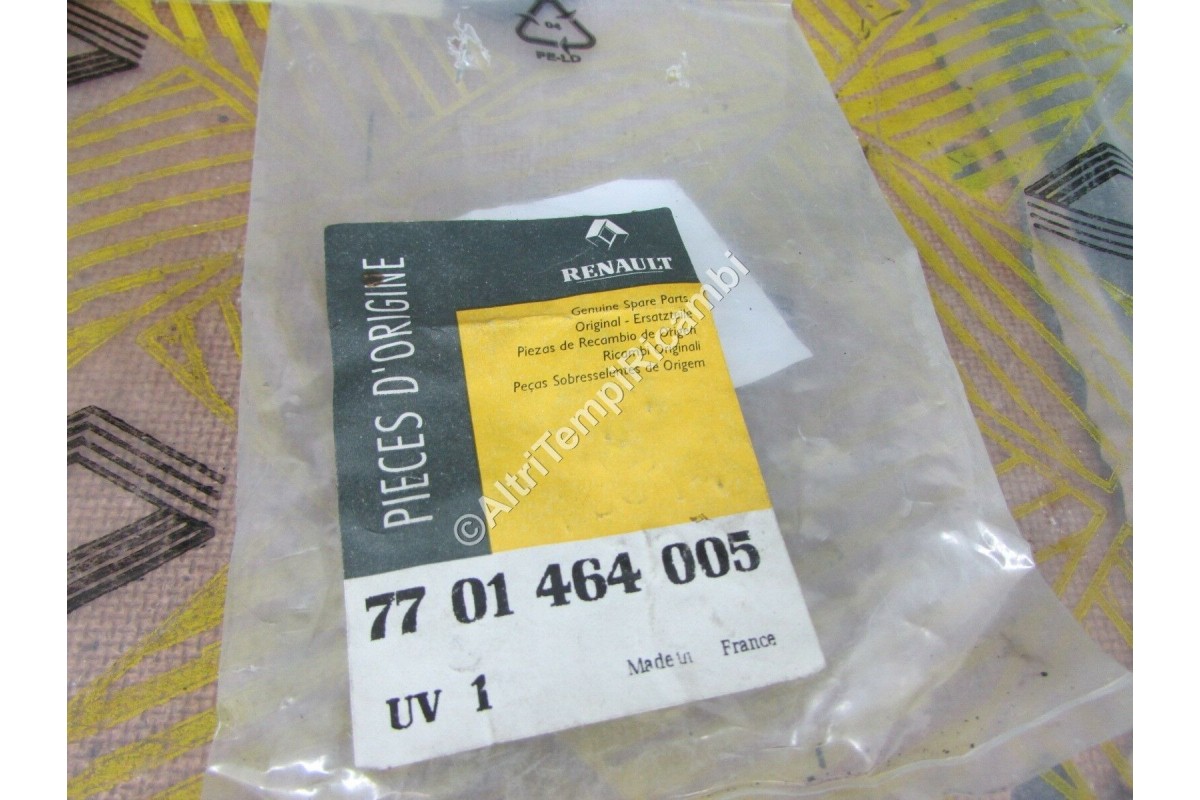 04
PE-LD
RENAULT
PIECES D'ORIGINE
Genuine Spare Parts
Original - Ersatzteile
Piezas de Recambio de Origen
Ricambi Originali
Peças Sobresselentes de Origem
©AltriTempiRicambi
77 01 464 005
Made in France
UV 1